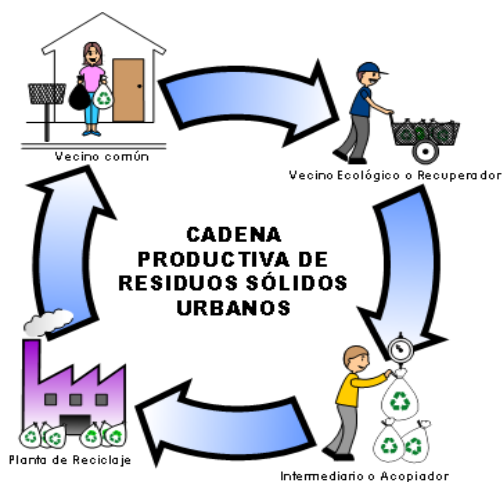 Vecino común
Vecino Ecológico o Recuperador
CADENA
PRODUCTIVA DE
RESIDUOS SÓLIDOS
URBANOS
Planta de Reciclaje
Intermediario o Acopiador